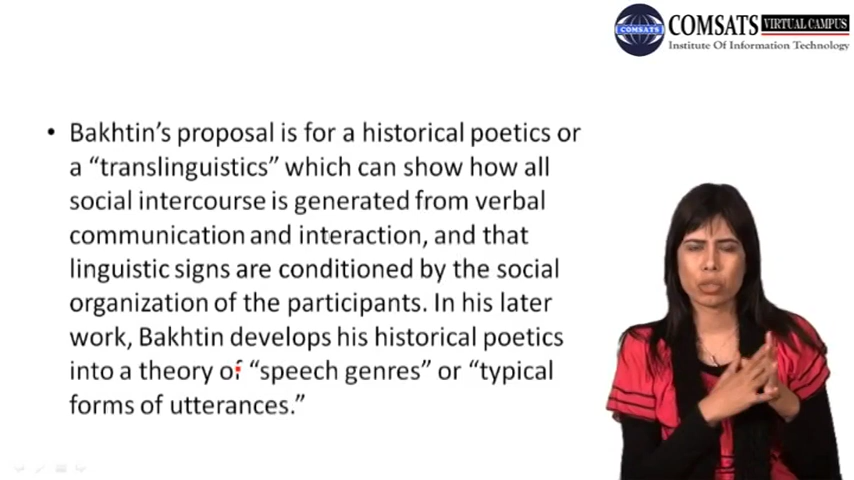 COMSATS
COMSATS VIRTUAL CAMPUS
Institute Of Information Technology
• Bakhtin's proposal is for a historical poetics or
a “translinguistics” which can show how all
social intercourse is generated from verbal
communication and interaction, and that
linguistic signs are conditioned by the social
organization of the participants. In his later
work, Bakhtin develops his historical poetics
into a theory of “speech genres” or “typical
forms of utterances.”